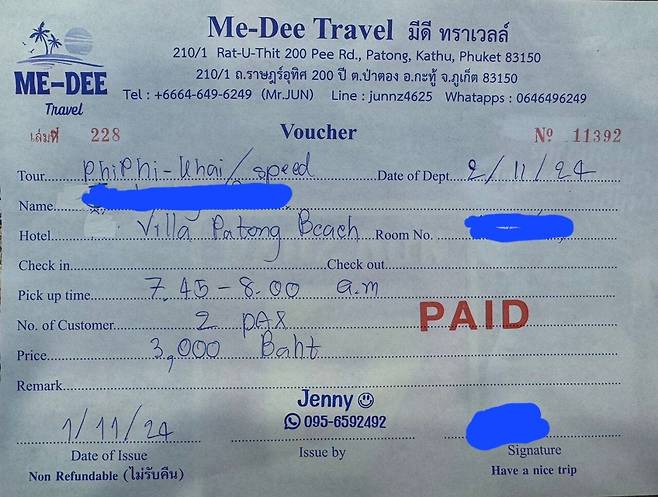 ME-DEE
Travel
Me-Dee Travel มีดี ทราเวลล์
210/1 Rat-U-Thit 200 Pee Rd., Patong, Kathu, Phuket 83150
210/1 ถ.ราษฎร์อุทิศ 200 ปี ต.ป่าตอง อ.กะทู้ จ.ภูเก็ต 83150
Tel : +6664-649-6249 (Mr.JUN) Line : junnz4625 Whatapps : 0646496249
เล่มที่ 228 Voucher No 11392
Tour PhiPhi-Khai/speed Date of Dept. 2/11/24
Name
Hotel Villa Patong Beach Room No.
Check in Check out
Pick up time 7.45-8.00 a.m
No. of Customer 2 pax PAID
Price 3,000 Baht
Remark
Jenny
1/11/24 095-6592492
Date of Issue Issue by Signature
Non Refundable (ไม่รับคืน) Have a nice trip